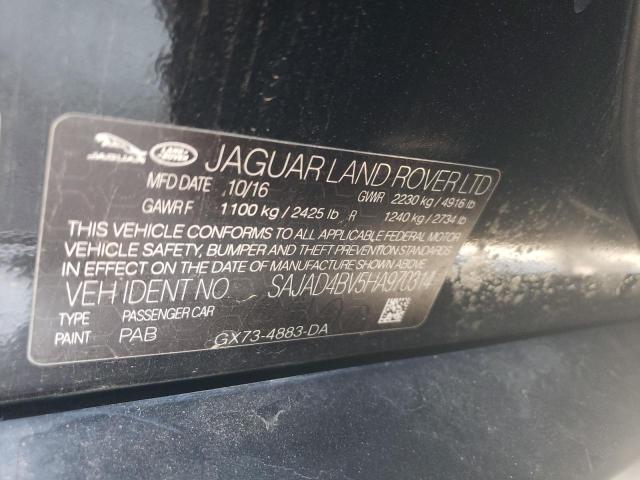 JAGUAR LAND-ROVER JAGUAR LAND ROVER LTD
MFD DATE 10/16 GVWR 2230 kg / 4916 lb
GAWR F 1100 kg / 2425 lb R 1240 kg / 2734 lb
THIS VEHICLE CONFORMS TO ALL APPLICABLE FEDERAL MOTOR
VEHICLE SAFETY, BUMPER AND THEFT PREVENTION STANDARDS
IN EFFECT ON THE DATE OF MANUFACTURE SHOWN ABOVE.
VEH IDENT NO. SAJAD4BV5HA970314
TYPE PASSENGER CAR
PAINT PAB GX73-4883-DA